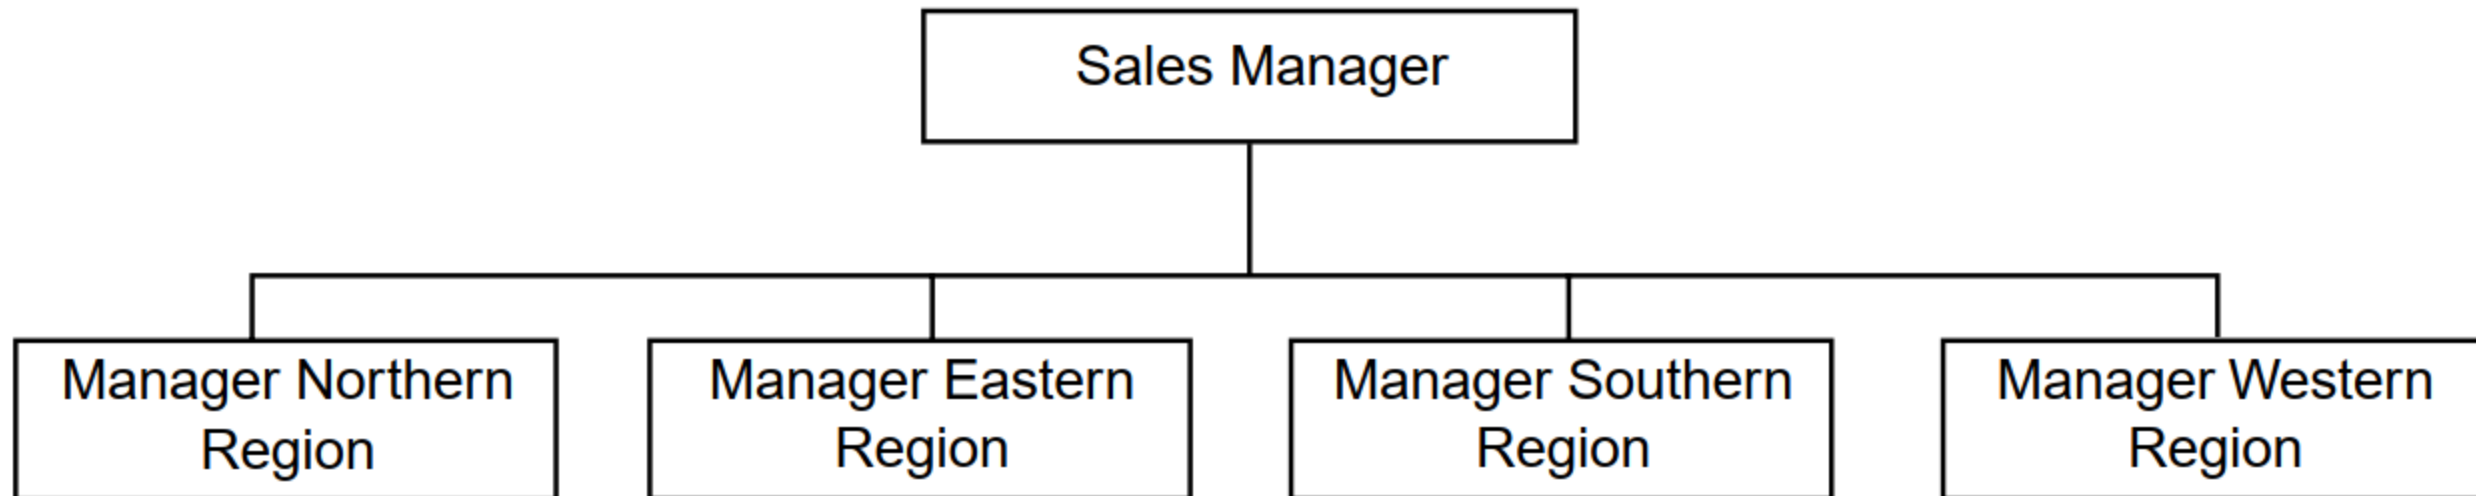 Sales Manager
Manager Northern
Region
Manager Eastern
Region
Manager Southern
Region
Manager Western
Region